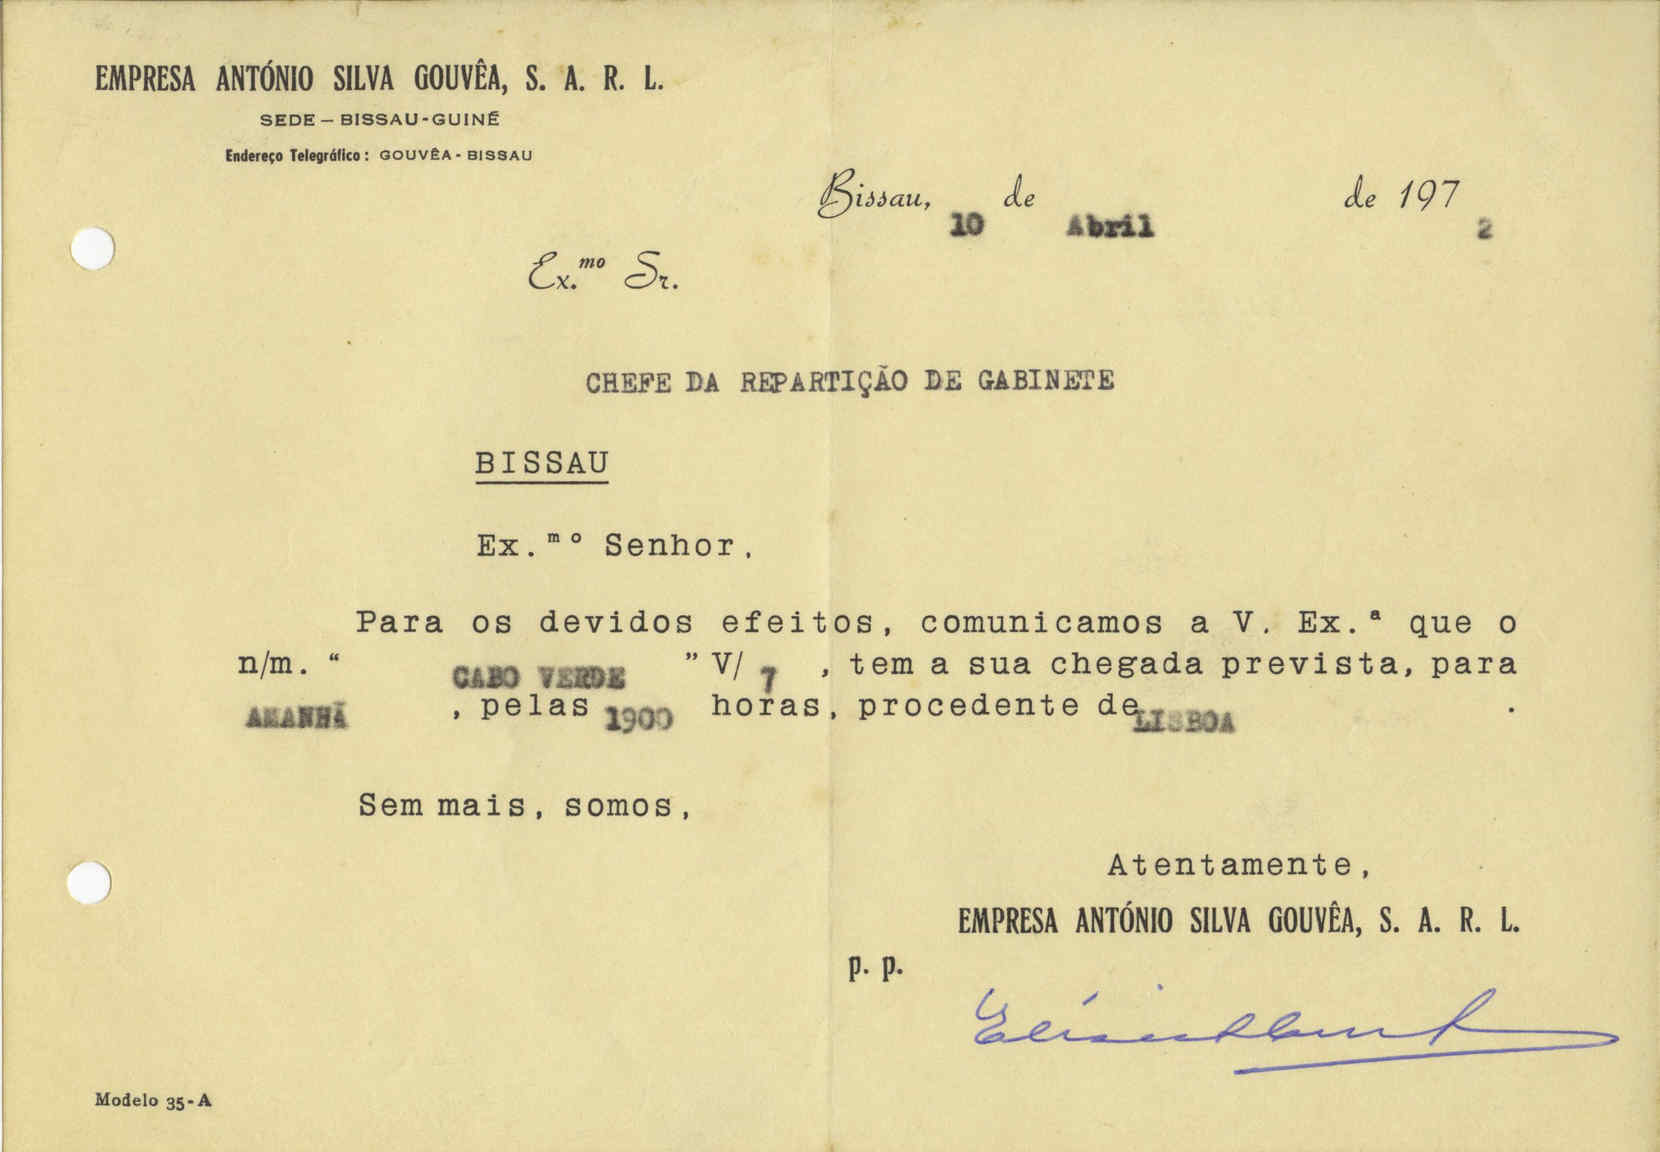 EMPRESA ANTÓNIO SILVA GOUVÊA, S. A. R. L.
SEDE – BISSAU-GUINÉ
Endereço Telegráfico : GOUVÊA - BISSAU
Bissau, 10 de Abril de 1972
Ex.mo Sr.
CHEFE DA REPARTIÇÃO DE GABINETE
BISSAU
Ex.mo Senhor,
Para os devidos efeitos, comunicamos a V. Ex.ª que o
n/m. “ CABO VERDE ” V/ 7 , tem a sua chegada prevista, para
AMANHÃ , pelas 1900 horas, procedente de LISBOA .
Sem mais, somos,
Atentamente,
EMPRESA ANTÓNIO SILVA GOUVÊA, S. A. R. L.
p. p.
Modelo 35-A